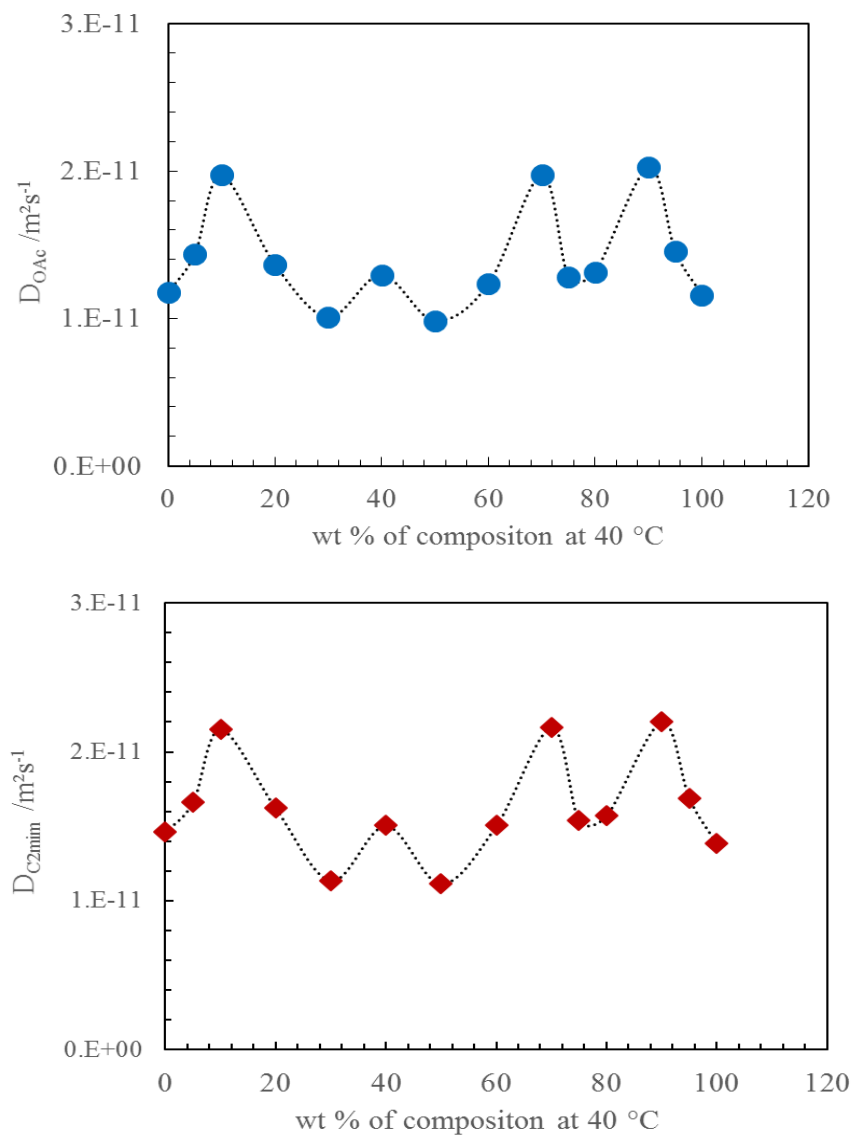 3.E-11
2.E-11
1.E-11
0.E+00
D_OAc /m²s⁻¹
0 20 40 60 80 100 120
wt % of compositon at 40 °C
3.E-11
2.E-11
1.E-11
0.E+00
D_C2mim /m²s⁻¹
0 20 40 60 80 100 120
wt % of compositon at 40 °C